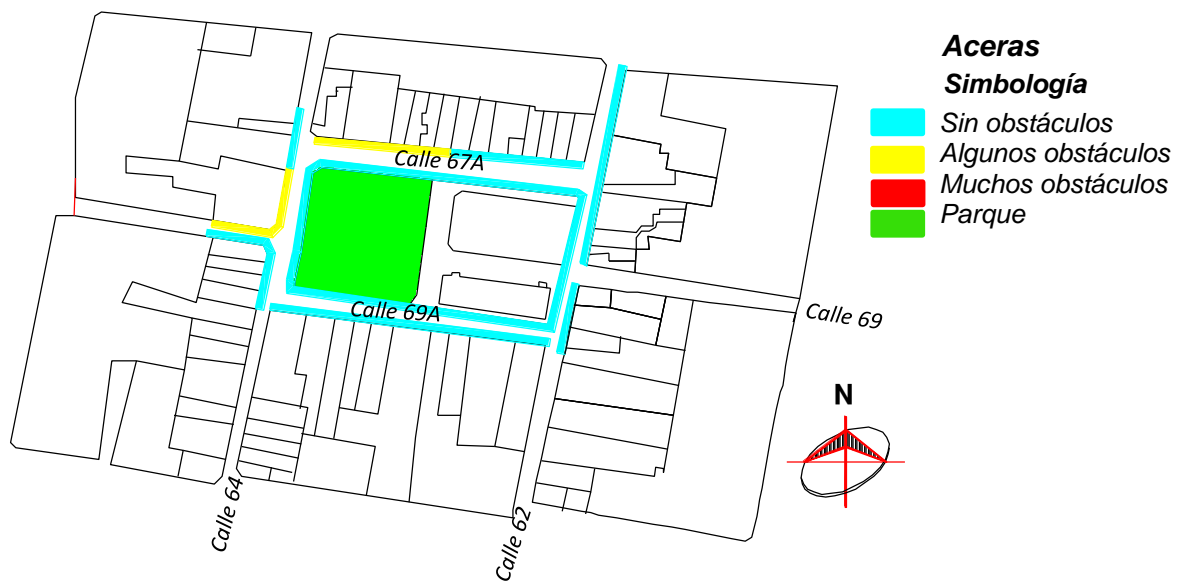 Aceras
Simbología
Sin obstáculos
Algunos obstáculos
Muchos obstáculos
Parque
Calle 67A
Calle 69A
Calle 69
N
Calle 64
Calle 62